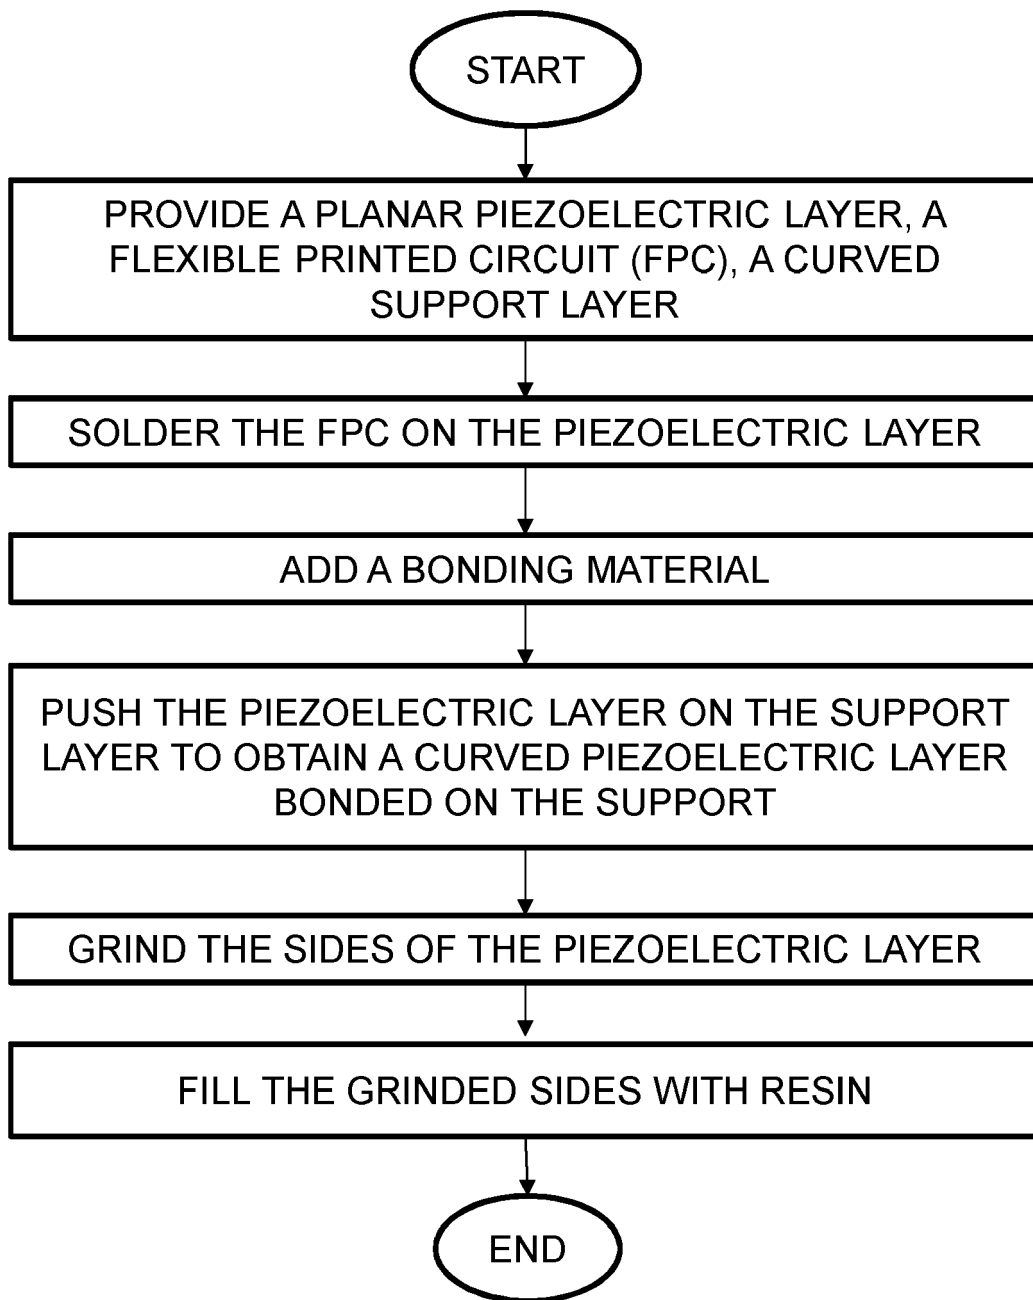 START
PROVIDE A PLANAR PIEZOELECTRIC LAYER, A
FLEXIBLE PRINTED CIRCUIT (FPC), A CURVED
SUPPORT LAYER
SOLDER THE FPC ON THE PIEZOELECTRIC LAYER
ADD A BONDING MATERIAL
PUSH THE PIEZOELECTRIC LAYER ON THE SUPPORT
LAYER TO OBTAIN A CURVED PIEZOELECTRIC LAYER
BONDED ON THE SUPPORT
GRIND THE SIDES OF THE PIEZOELECTRIC LAYER
FILL THE GRINDED SIDES WITH RESIN
END